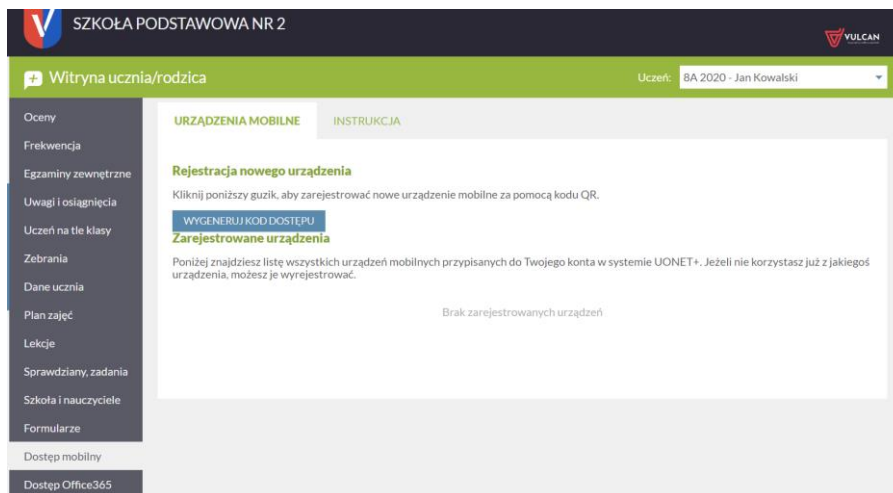 SZKOŁA PODSTAWOWA NR 2
VULCAN
Witryna ucznia/rodzica
Uczeń: 8A 2020 - Jan Kowalski
Oceny
Frekwencja
Egzaminy zewnętrzne
Uwagi i osiągnięcia
Uczeń na tle klasy
Zebrania
Dane ucznia
Plan zajęć
Lekcje
Sprawdziany, zadania
Szkoła i nauczyciele
Formularze
Dostęp mobilny
Dostęp Office365
URZĄDZENIA MOBILNE
INSTRUKCJA
Rejestracja nowego urządzenia
Kliknij poniższy guzik, aby zarejestrować nowe urządzenie mobilne za pomocą kodu QR.
WYGENERUJ KOD DOSTĘPU
Zarejestrowane urządzenia
Poniżej znajdziesz listę wszystkich urządzeń mobilnych przypisanych do Twojego konta w systemie UONET+. Jeżeli nie korzystasz już z jakiegoś
urządzenia, możesz je wyrejestrować.
Brak zarejestrowanych urządzeń